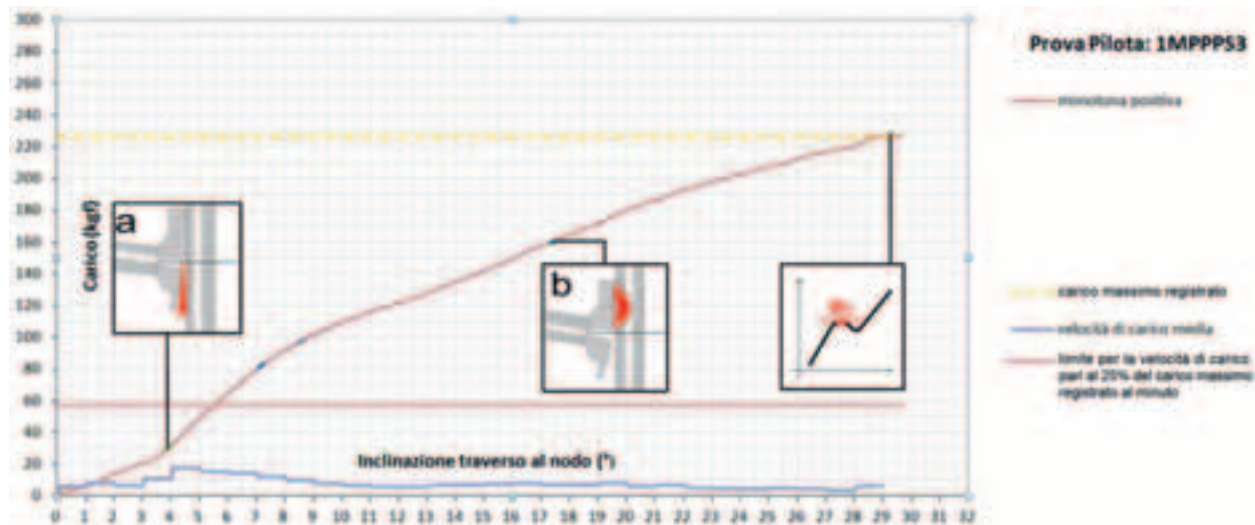 300
280
260
240
220
200
180
160
140
120
100
80
60
40
20
0
0 1 2 3 4 5 6 7 8 9 10 11 12 13 14 15 16 17 18 19 20 21 22 23 24 25 26 27 28 29 30 31 32
Carico (kgf)
Inclinazione traverso al nodo (°)
a
b
Prova Pilota: 1MPPPS3
monotona positiva
carico massimo registrato
velocità di carico media
limite per la velocità di carico
pari al 25% del carico massimo
registrato al minuto